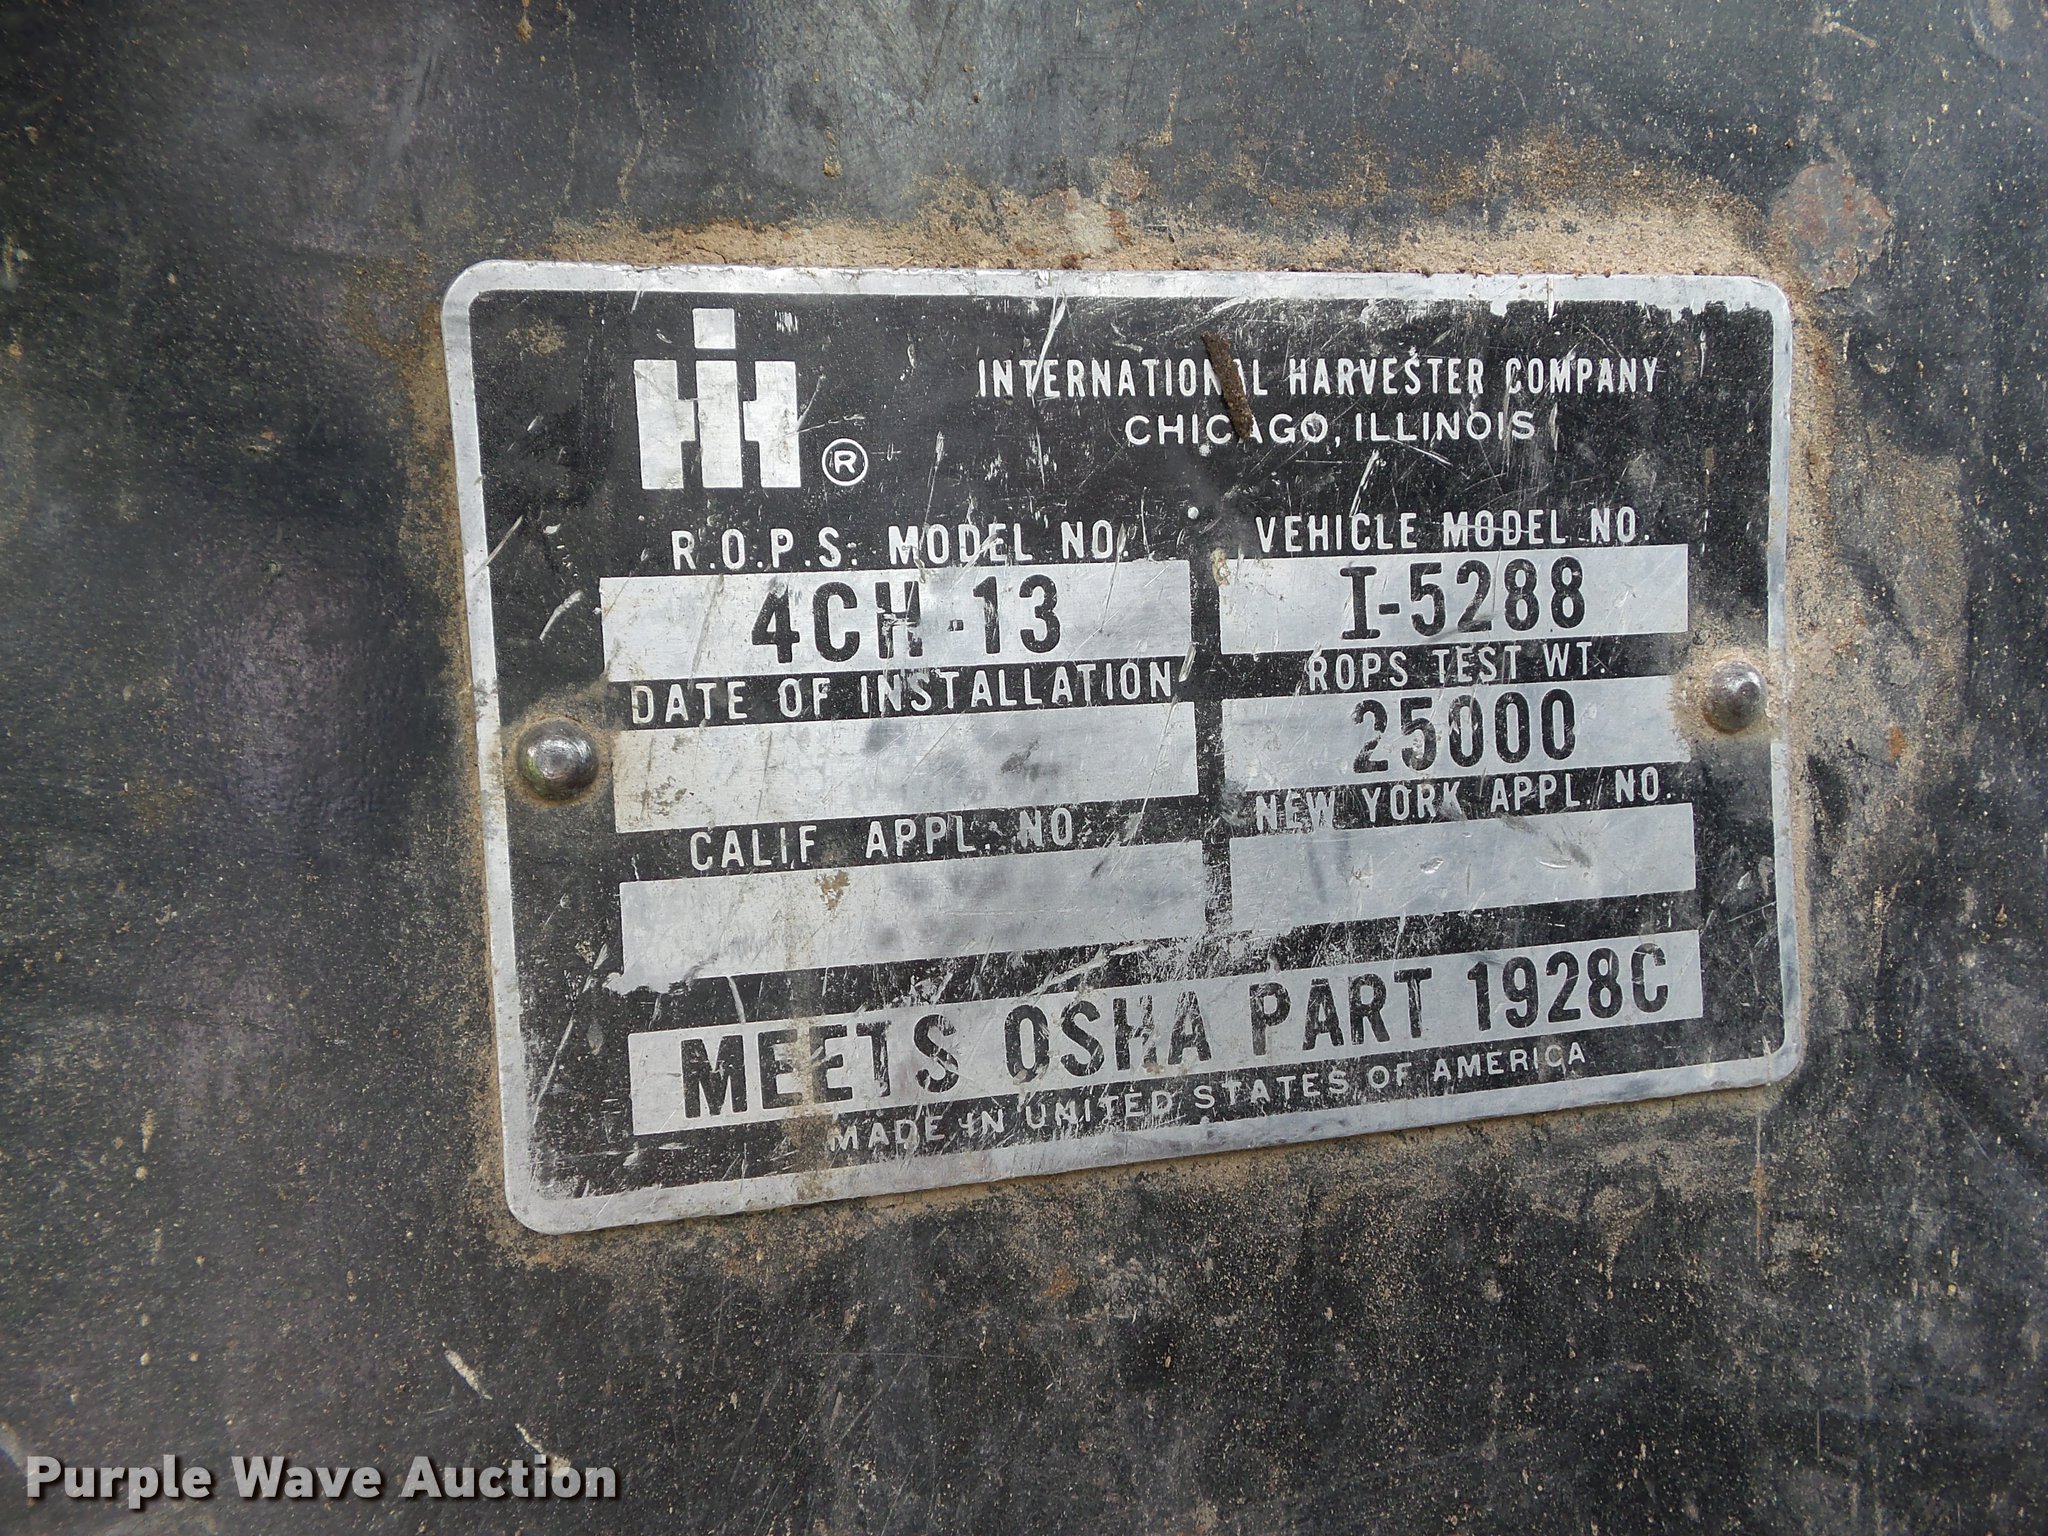 IH ®
INTERNATIONAL HARVESTER COMPANY
CHICAGO, ILLINOIS
R.O.P.S. MODEL NO.
4CH-13
VEHICLE MODEL NO.
I-5288
DATE OF INSTALLATION
ROPS TEST WT.
25000
CALIF APPL. NO.
NEW YORK APPL. NO.
MEETS OSHA PART 1928C
MADE IN UNITED STATES OF AMERICA
Purple Wave Auction